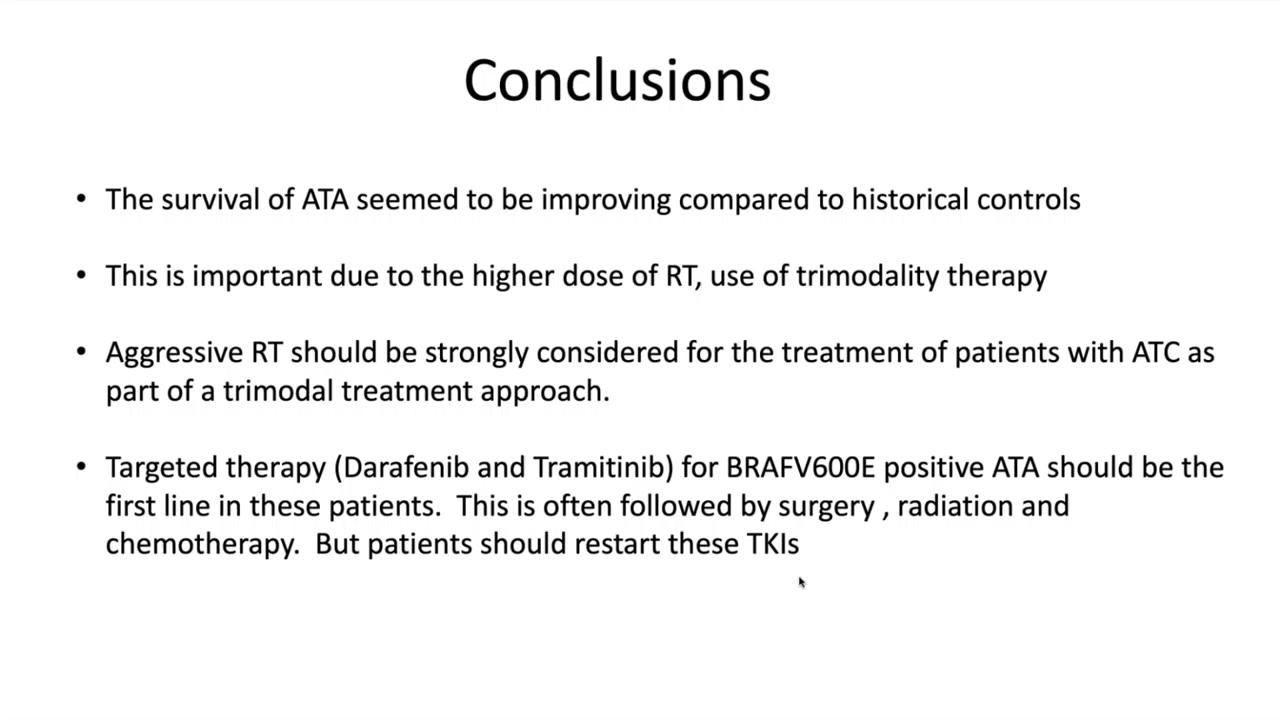 Conclusions
• The survival of ATA seemed to be improving compared to historical controls
• This is important due to the higher dose of RT, use of trimodality therapy
• Aggressive RT should be strongly considered for the treatment of patients with ATC as
part of a trimodal treatment approach.
• Targeted therapy (Darafenib and Tramitinib) for BRAFV600E positive ATA should be the
first line in these patients.  This is often followed by surgery , radiation and
chemotherapy.  But patients should restart these TKIs